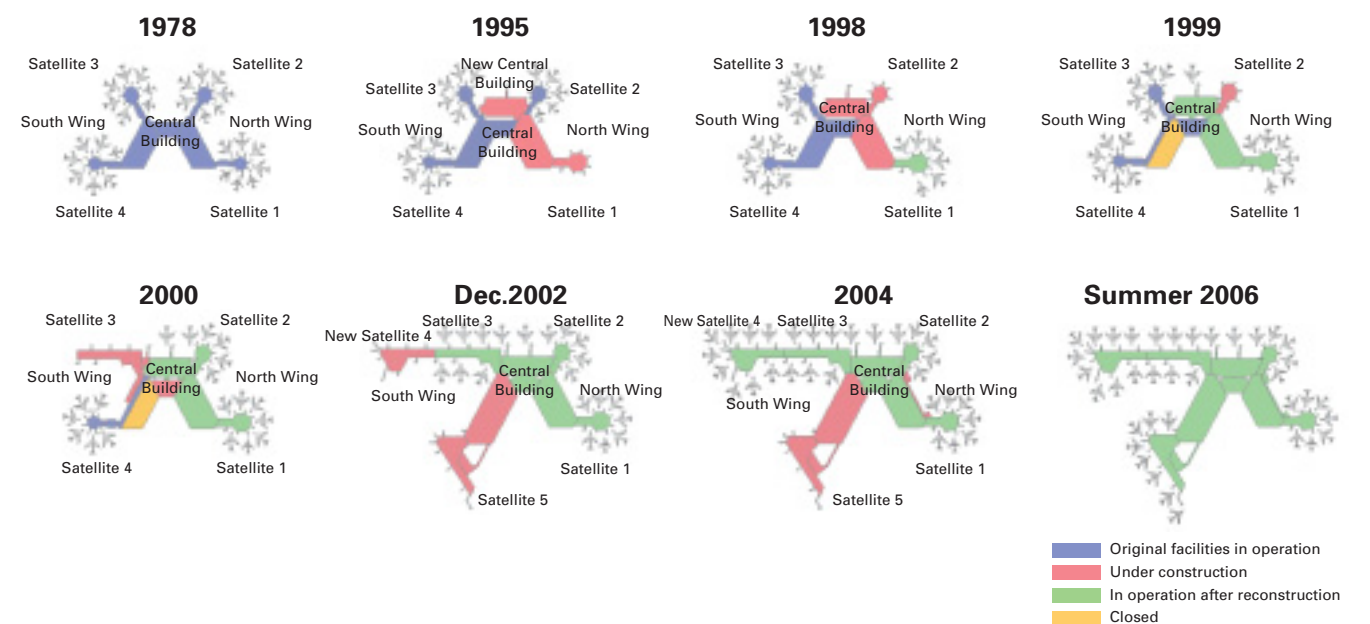 1978
Satellite 3
Satellite 2
South Wing
Central
Building
North Wing
Satellite 4
Satellite 1
1995
New Central
Building
Satellite 3
Satellite 2
South Wing
Central
Building
North Wing
Satellite 4
Satellite 1
1998
Satellite 3
Satellite 2
South Wing
Central
Building
North Wing
Satellite 4
Satellite 1
1999
Satellite 3
Satellite 2
South Wing
Central
Building
North Wing
Satellite 4
Satellite 1
2000
Satellite 3
Satellite 2
South Wing
Central
Building
North Wing
Satellite 4
Satellite 1
Dec.2002
Satellite 3
Satellite 2
New Satellite 4
South Wing
Central
Building
North Wing
Satellite 1
Satellite 5
2004
New Satellite 4
Satellite 3
Satellite 2
South Wing
Central
Building
North Wing
Satellite 1
Satellite 5
Summer 2006
Original facilities in operation
Under construction
In operation after reconstruction
Closed